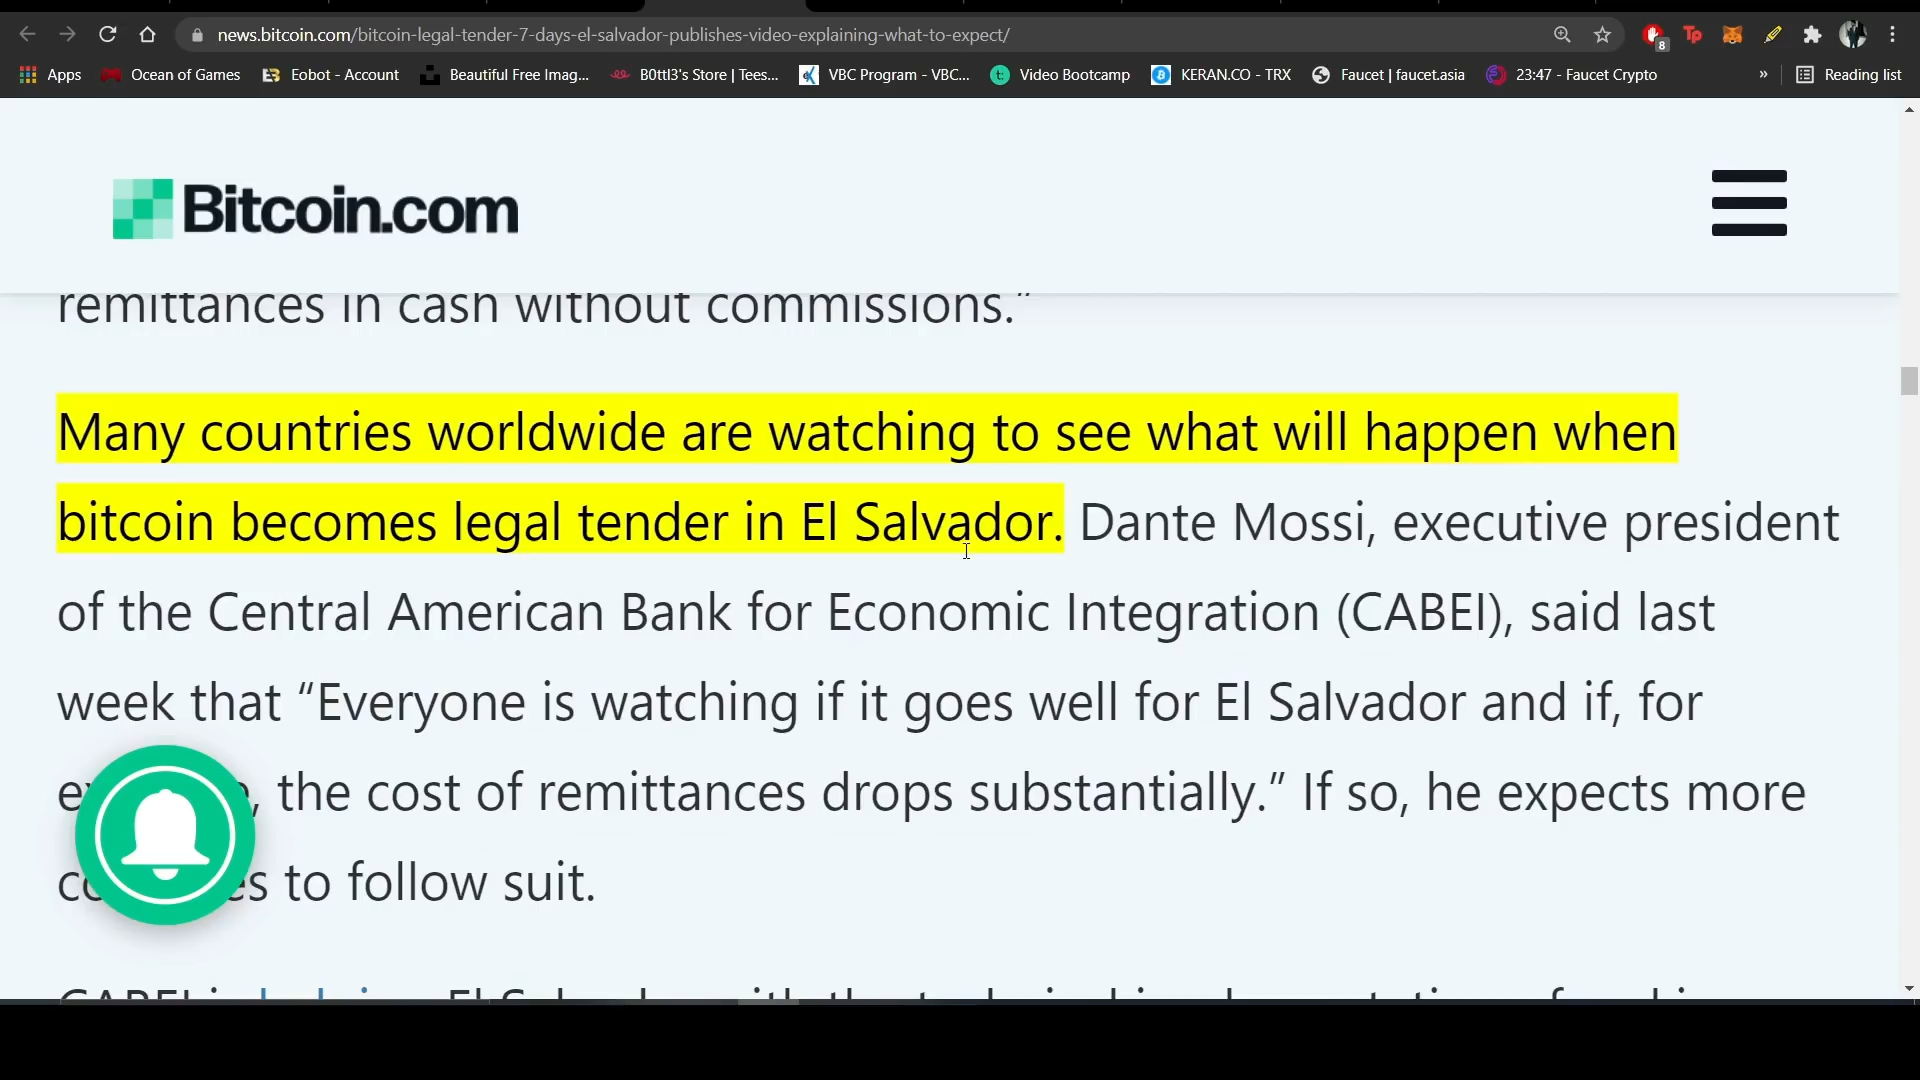 news.bitcoin.com/bitcoin-legal-tender-7-days-el-salvador-publishes-video-explaining-what-to-expect/
8
Tp
Apps
Ocean of Games
Eobot - Account
Beautiful Free Imag...
B0ttl3's Store | Tees...
VBC Program - VBC...
Video Bootcamp
KERAN.CO - TRX
Faucet | faucet.asia
23:47 - Faucet Crypto
»
Reading list
Bitcoin.com
remittances in cash without commissions.”
Many countries worldwide are watching to see what will happen when
bitcoin becomes legal tender in El Salvador. Dante Mossi, executive president
of the Central American Bank for Economic Integration (CABEI), said last
week that “Everyone is watching if it goes well for El Salvador and if, for
the cost of remittances drops substantially.” If so, he expects more
to follow suit.